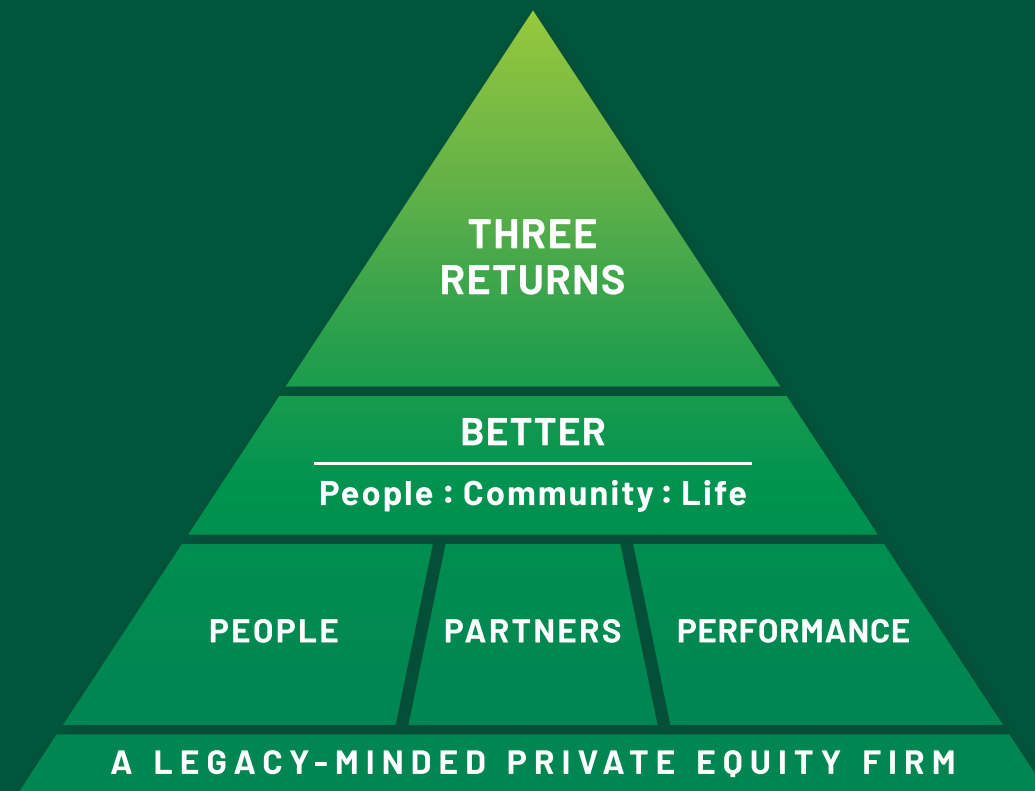 THREE
RETURNS
BETTER
People : Community : Life
PEOPLE PARTNERS PERFORMANCE
A LEGACY-MINDED PRIVATE EQUITY FIRM